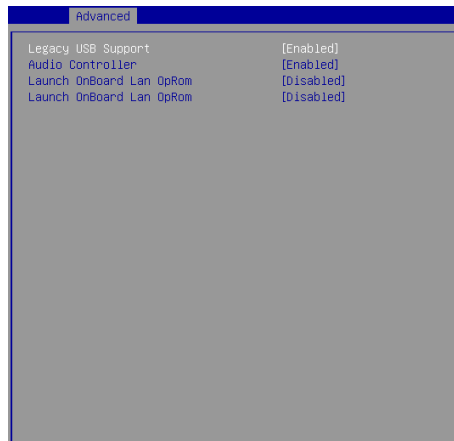 Advanced
Legacy USB Support [Enabled]
Audio Controller [Enabled]
Launch OnBoard Lan OpRom [Disabled]
Launch OnBoard Lan OpRom [Disabled]